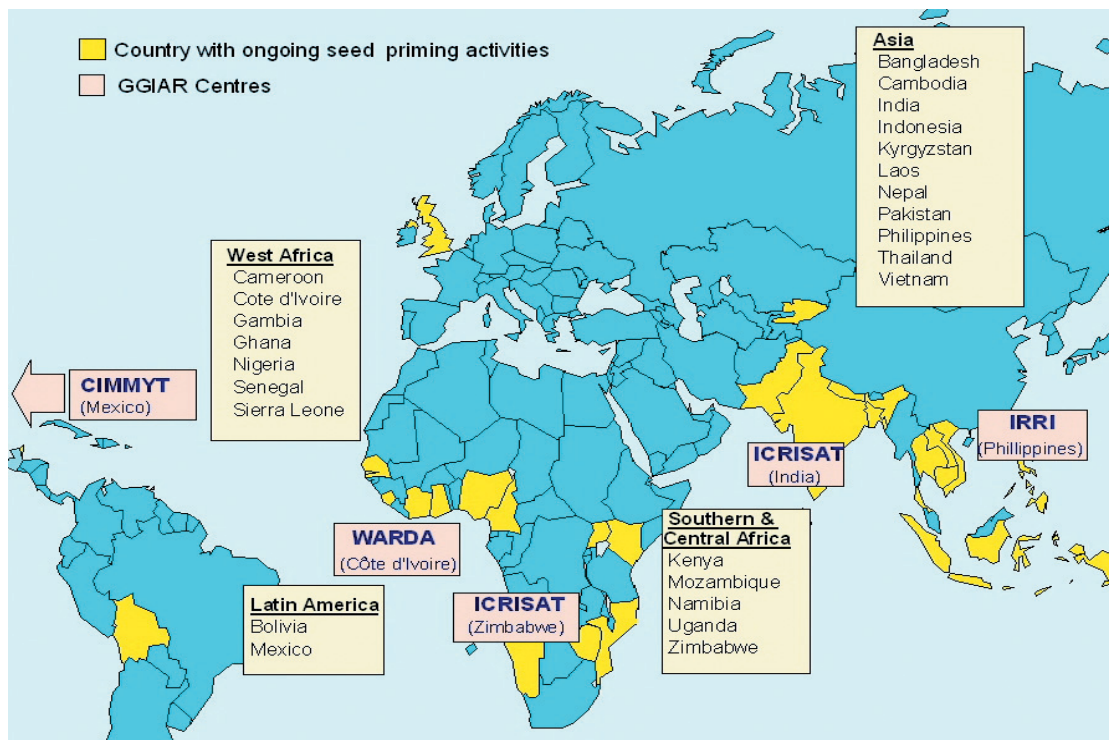 Country with ongoing seed priming activities
GGIAR Centres
Asia
Bangladesh
Cambodia
India
Indonesia
Kyrgyzstan
Laos
Nepal
Pakistan
Philippines
Thailand
Vietnam
West Africa
Cameroon
Cote d'Ivoire
Gambia
Ghana
Nigeria
Senegal
Sierra Leone
CIMMYT
(Mexico)
IRRI
(Phillippines)
ICRISAT
(India)
WARDA
(Côte d'Ivoire)
Southern &
Central Africa
Kenya
Mozambique
Namibia
Uganda
Zimbabwe
Latin America
Bolivia
Mexico
ICRISAT
(Zimbabwe)